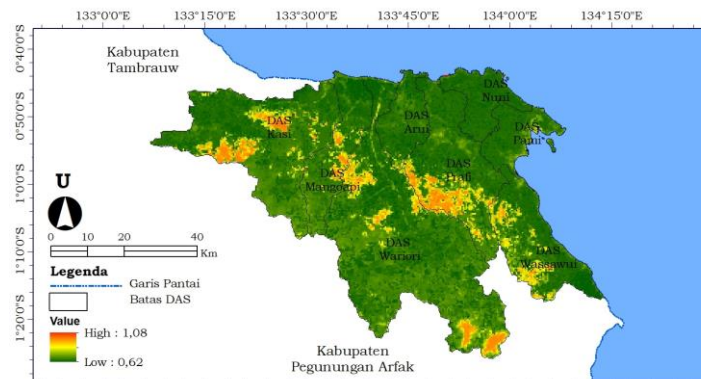 133°0'0"E 133°15'0"E 133°30'0"E 133°45'0"E 134°0'0"E 134°15'0"E
0°40'0"S
0°50'0"S
1°0'0"S
1°10'0"S
1°20'0"S
Kabupaten
Tambrauw
DAS
Nuni
DAS
Kasi
DAS
Arui
DAS
Pami
DAS
Prafi
DAS
Mangoapi
DAS
Wariori
DAS
Wassawui
U
0 10 20 40
Km
Legenda
Garis Pantai
Batas DAS
Value
High : 1,08
Low : 0,62
Kabupaten
Pegunungan Arfak